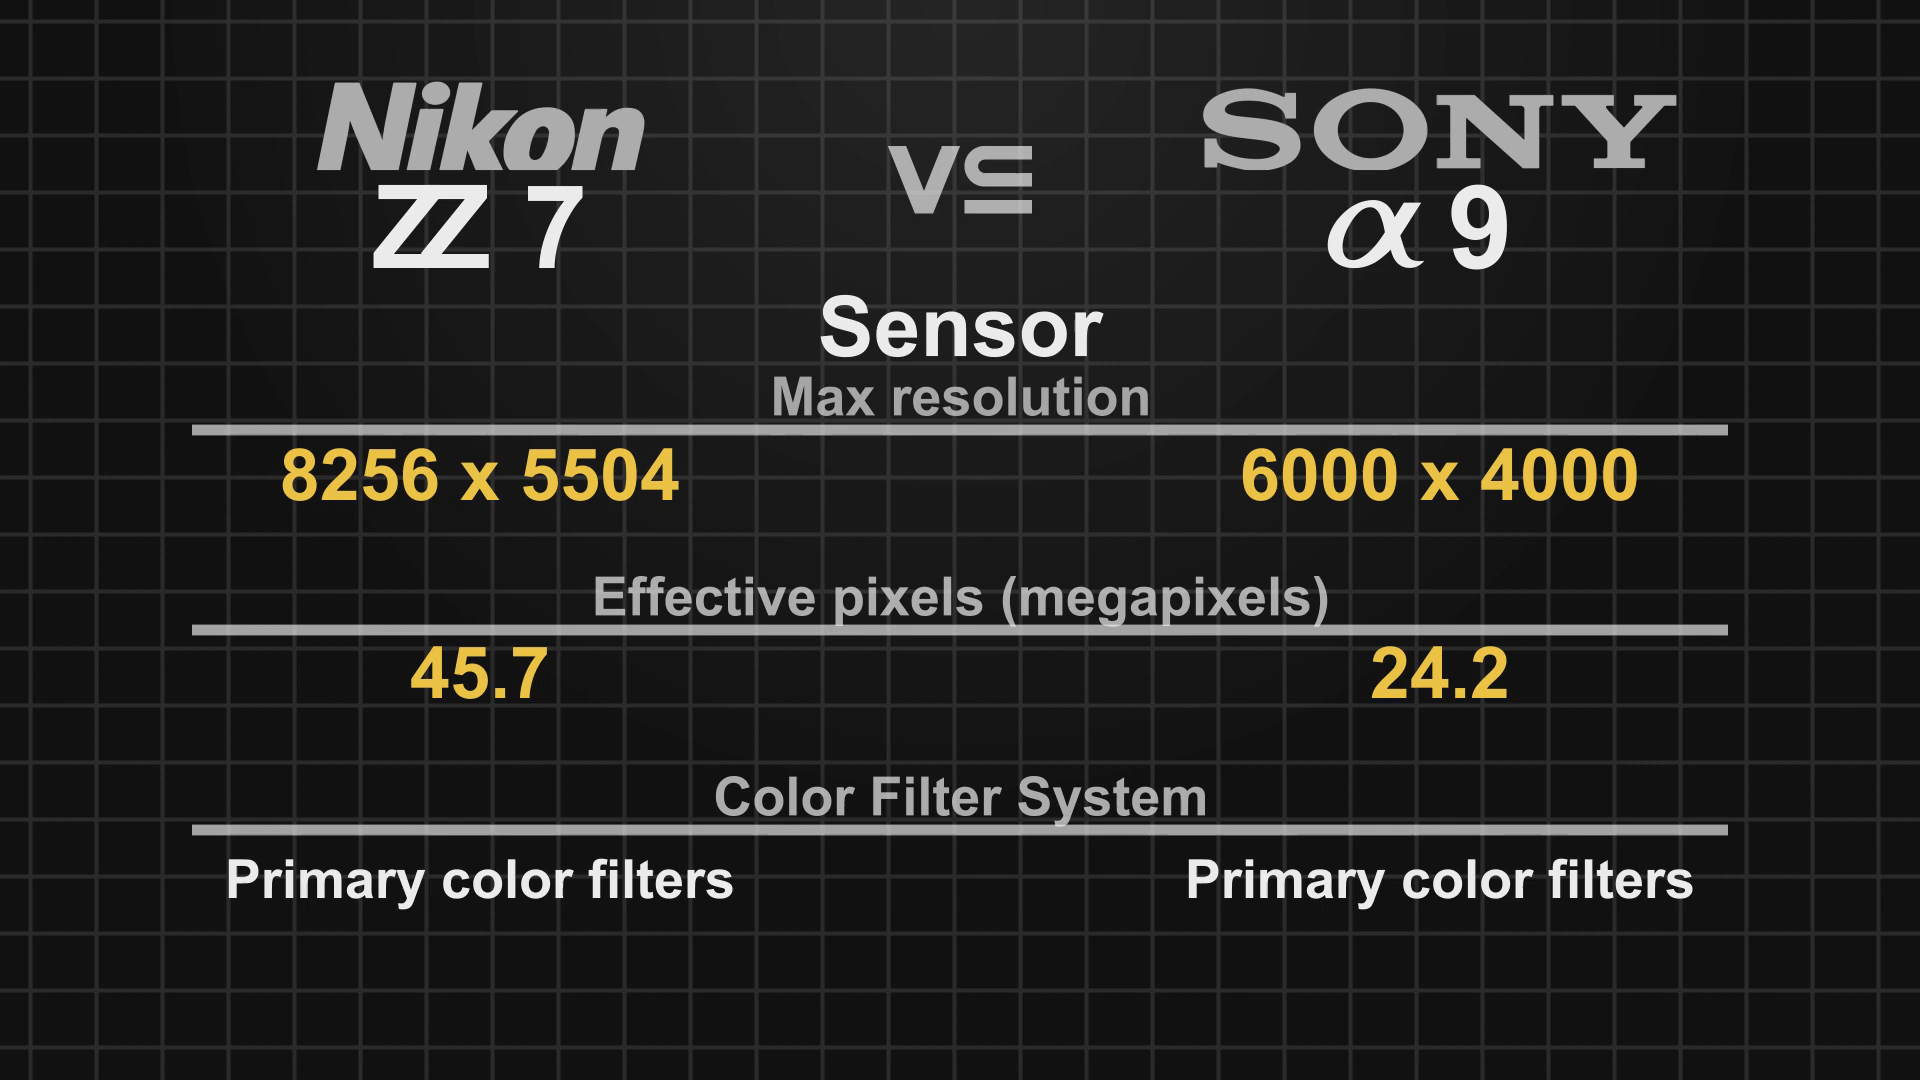 Nikon
VS
SONY
ZZ 7
α 9
Sensor
Max resolution
8256 x 5504
6000 x 4000
Effective pixels (megapixels)
45.7
24.2
Color Filter System
Primary color filters
Primary color filters